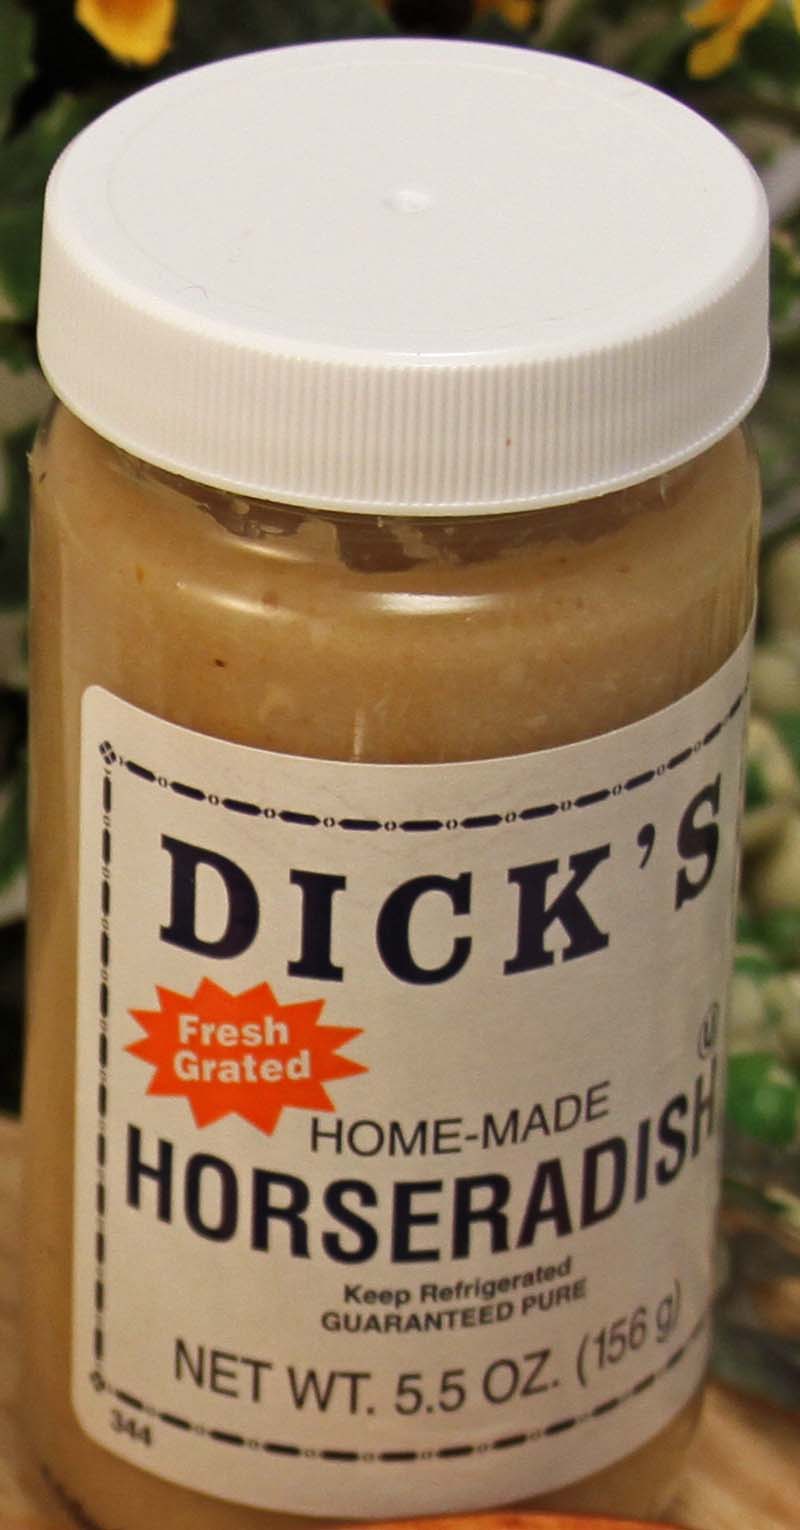 DICK'S
Fresh
Grated
U
HOME-MADE
HORSERADISH
Keep Refrigerated
GUARANTEED PURE
NET WT. 5.5 OZ. (156 g)
344